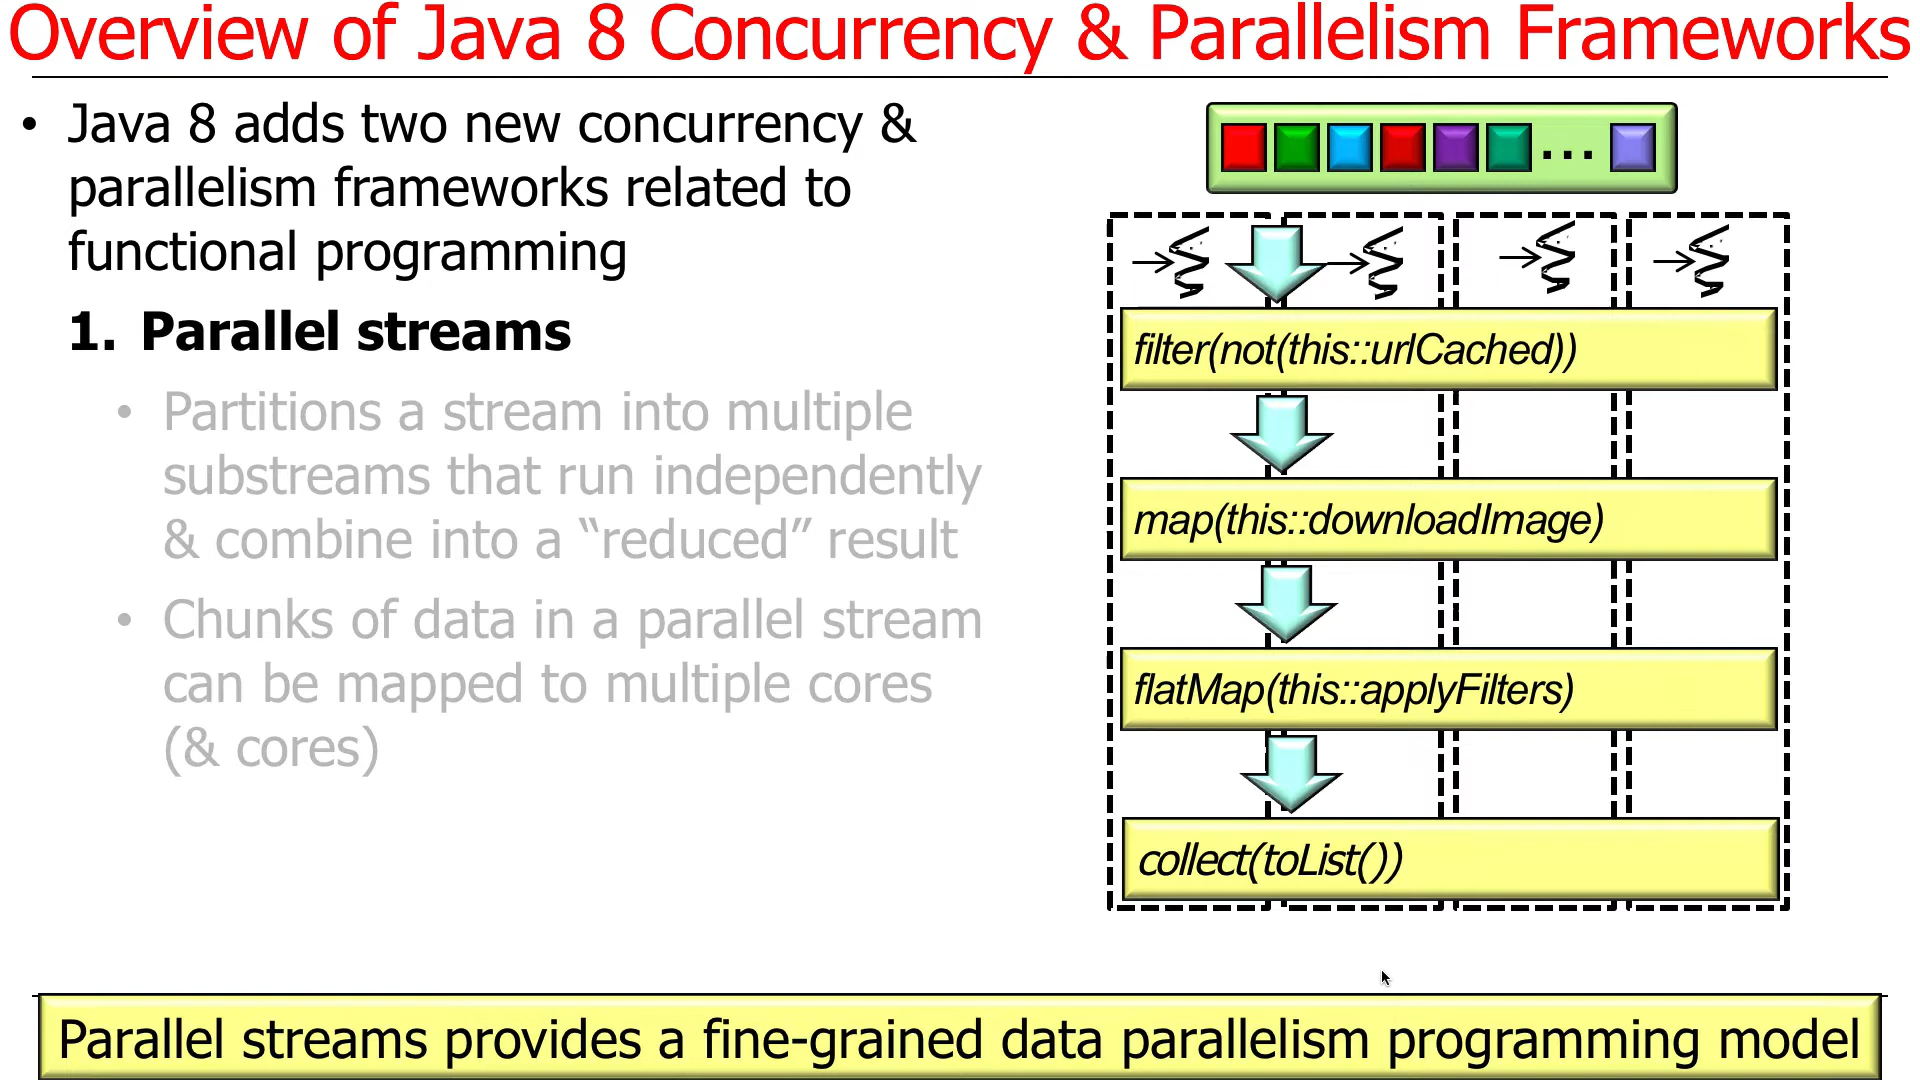 Overview of Java 8 Concurrency & Parallelism Frameworks
• Java 8 adds two new concurrency &
parallelism frameworks related to
functional programming
1. Parallel streams
• Partitions a stream into multiple
substreams that run independently
& combine into a “reduced” result
• Chunks of data in a parallel stream
can be mapped to multiple cores
(& cores)
...
filter(not(this::urlCached))
map(this::downloadImage)
flatMap(this::applyFilters)
collect(toList())
Parallel streams provides a fine-grained data parallelism programming model